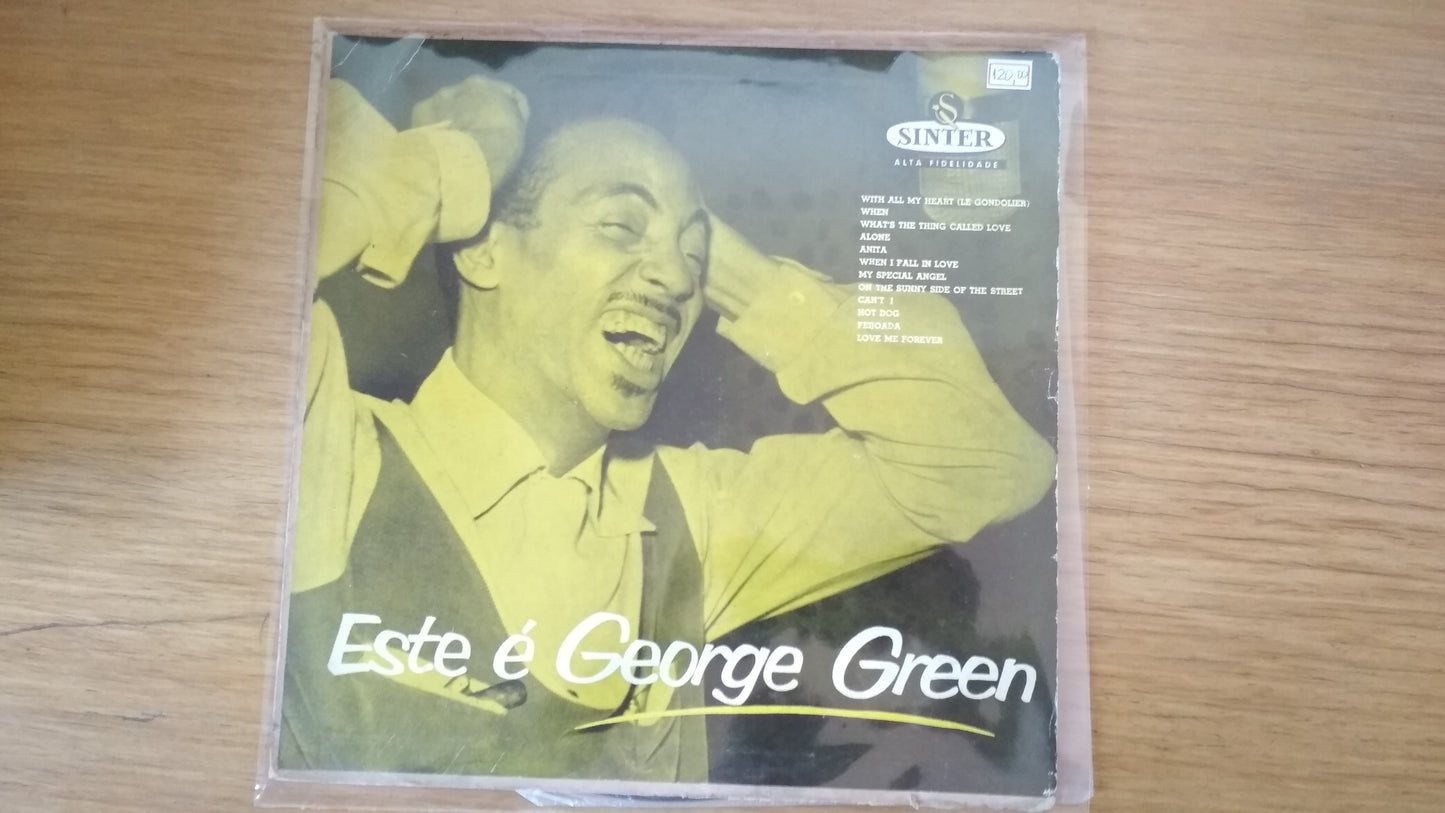 120,00
S
SINTER
ALTA FIDELIDADE
WITH ALL MY HEART (LE GONDOLIER)
WHEN
WHAT'S THE THING CALLED LOVE
ALONE
ANITA
WHEN I FALL IN LOVE
MY SPECIAL ANGEL
ON THE SUNNY SIDE OF THE STREET
CAN'T I
HOT DOG
FEIJOADA
LOVE ME FOREVER
Este é George Green